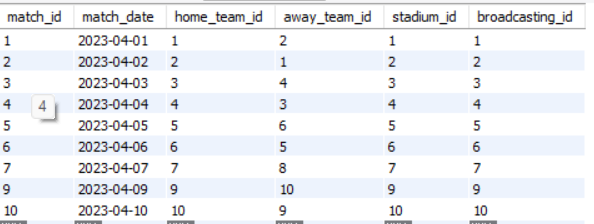 match_id match_date home_team_id away_team_id stadium_id broadcasting_id
1 2023-04-01 1 2 1 1
2 2023-04-02 2 1 2 2
3 2023-04-03 3 4 3 3
4 4 2023-04-04 4 3 4 4
5 2023-04-05 5 6 5 5
6 2023-04-06 6 5 6 6
7 2023-04-07 7 8 7 7
9 2023-04-09 9 10 9 9
10 2023-04-10 10 9 10 10